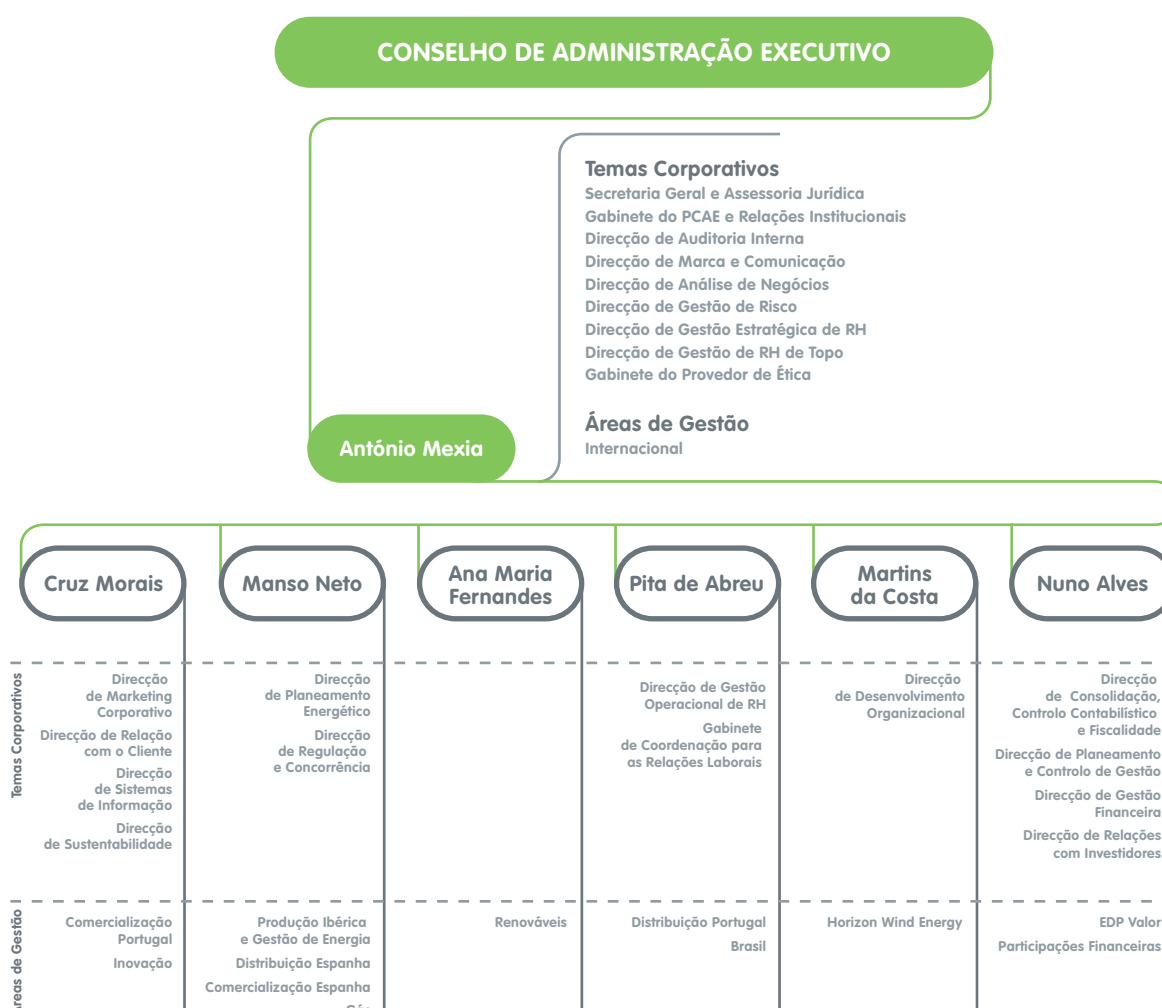 CONSELHO DE ADMINISTRAÇÃO EXECUTIVO
Temas Corporativos
Secretaria Geral e Assessoria Jurídica
Gabinete do PCAE e Relações Institucionais
Direcção de Auditoria Interna
Direcção de Marca e Comunicação
Direcção de Análise de Negócios
Direcção de Gestão de Risco
Direcção de Gestão Estratégica de RH
Direcção de Gestão de RH de Topo
Gabinete do Provedor de Ética
Áreas de Gestão
Internacional
António Mexia
Cruz Morais
Manso Neto
Ana Maria
Fernandes
Pita de Abreu
Martins
da Costa
Nuno Alves
Temas Corporativos
Direcção
de Marketing
Corporativo
Direcção de Relação
com o Cliente
Direcção
de Sistemas
de Informação
Direcção
de Sustentabilidade
Direcção
de Planeamento
Energético
Direcção
de Regulação
e Concorrência
Direcção de Gestão
Operacional de RH
Gabinete
de Coordenação para
as Relações Laborais
Direcção
de Desenvolvimento
Organizacional
Direcção
de Consolidação,
Controlo Contabilístico
e Fiscalidade
Direcção de Planeamento
e Controlo de Gestão
Direcção de Gestão
Financeira
Direcção de Relações
com Investidores
Áreas de Gestão
Comercialização
Portugal
Inovação
Produção Ibérica
e Gestão de Energia
Distribuição Espanha
Comercialização Espanha
Renováveis
Distribuição Portugal
Brasil
Horizon Wind Energy
EDP Valor
Participações Financeiras